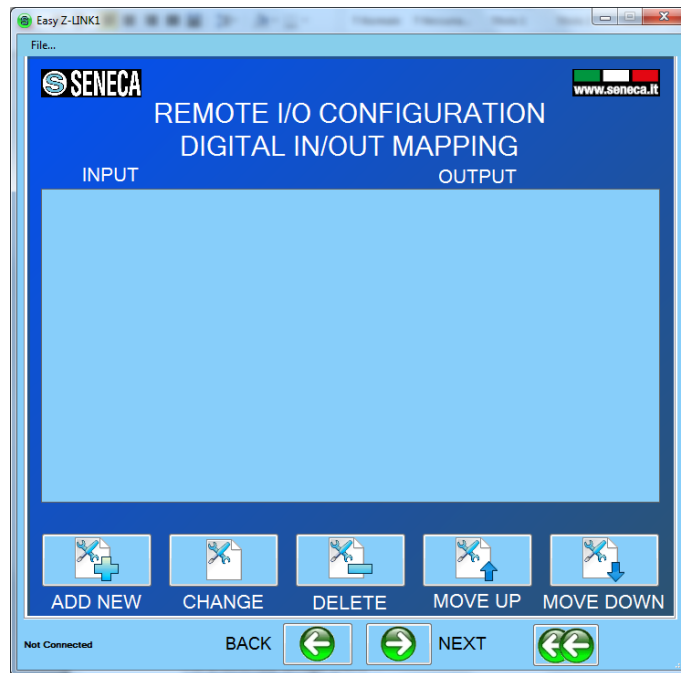 Easy Z-LINK1
File...
SENECA
www.seneca.it
REMOTE I/O CONFIGURATION
DIGITAL IN/OUT MAPPING
INPUT OUTPUT
ADD NEW CHANGE DELETE MOVE UP MOVE DOWN
Not Connected BACK NEXT